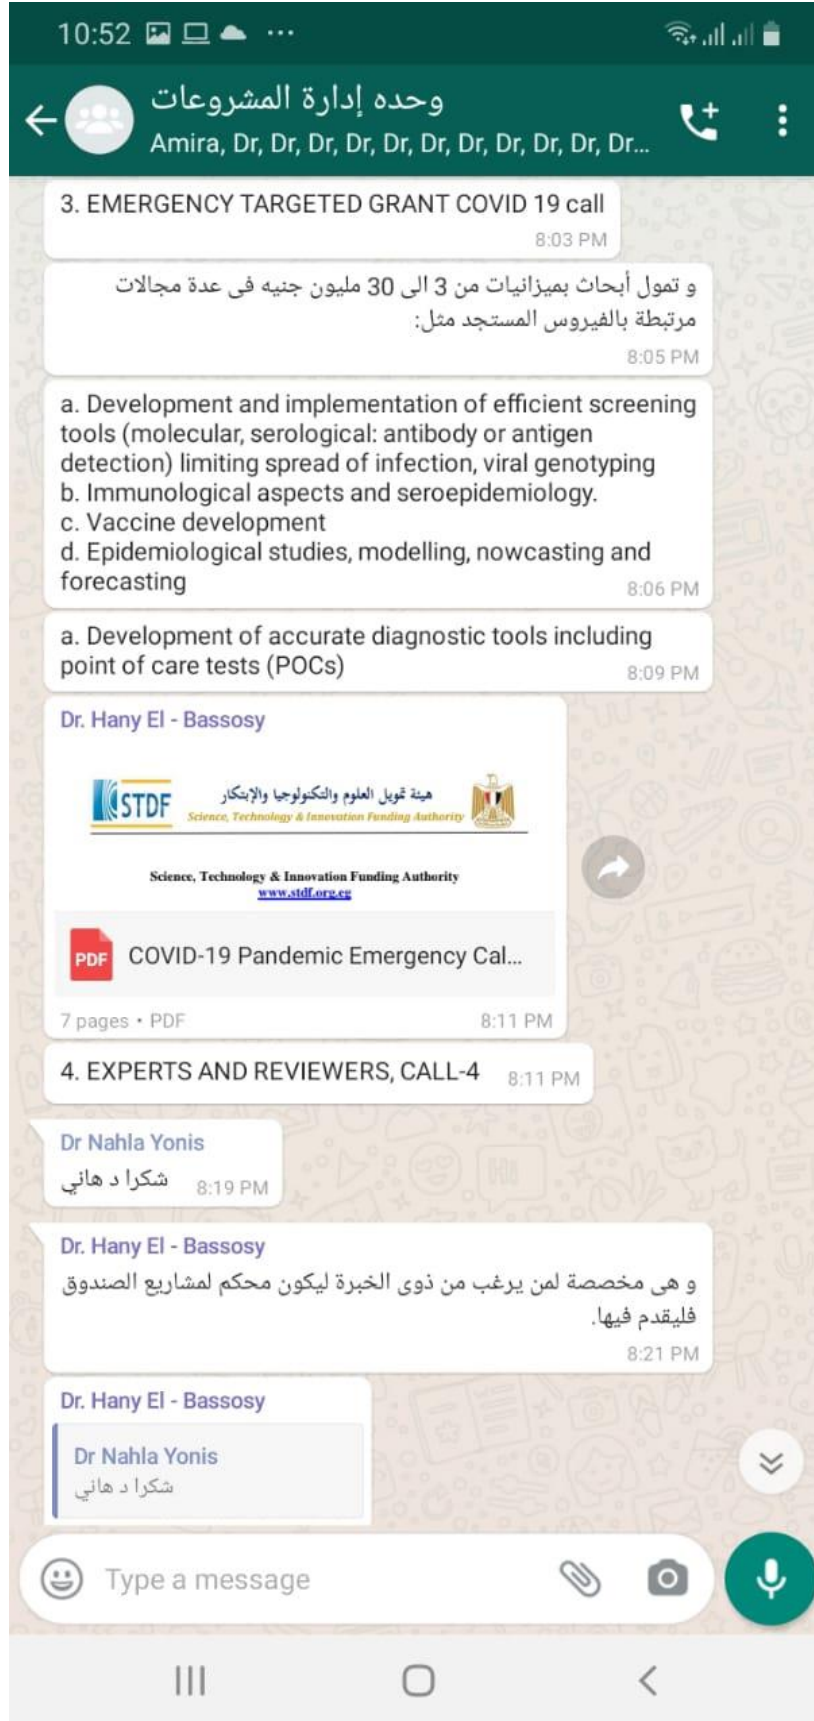 10:52
وحده إدارة المشروعات
Amira, Dr, Dr, Dr, Dr, Dr, Dr, Dr, Dr, Dr, Dr, Dr...
3. EMERGENCY TARGETED GRANT COVID 19 call
8:03 PM
و تمول أبحاث بميزانيات من 3 الى 30 مليون جنيه فى عدة مجالات
مرتبطة بالفيروس المستجد مثل:
8:05 PM
a. Development and implementation of efficient screening
tools (molecular, serological: antibody or antigen
detection) limiting spread of infection, viral genotyping
b. Immunological aspects and seroepidemiology.
c. Vaccine development
d. Epidemiological studies, modelling, nowcasting and
forecasting
8:06 PM
a. Development of accurate diagnostic tools including
point of care tests (POCs)
8:09 PM
Dr. Hany El - Bassosy
STDF
هيئة تمويل العلوم والتكنولوجيا والإبتكار
Science, Technology & Innovation Funding Authority
Science, Technology & Innovation Funding Authority
www.stdf.org.eg
PDF
COVID-19 Pandemic Emergency Cal...
7 pages • PDF
8:11 PM
4. EXPERTS AND REVIEWERS, CALL-4
8:11 PM
Dr Nahla Yonis
شكرا د هاني
8:19 PM
Dr. Hany El - Bassosy
و هى مخصصة لمن يرغب من ذوى الخبرة ليكون محكم لمشاريع الصندوق
فليقدم فيها.
8:21 PM
Dr. Hany El - Bassosy
Dr Nahla Yonis
شكرا د هاني
Type a message